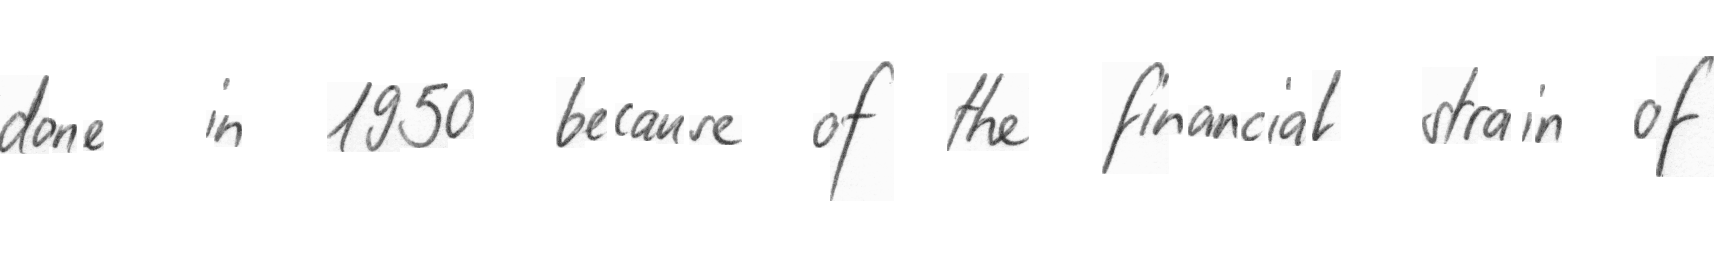 done in 1950 because of the financial strain of